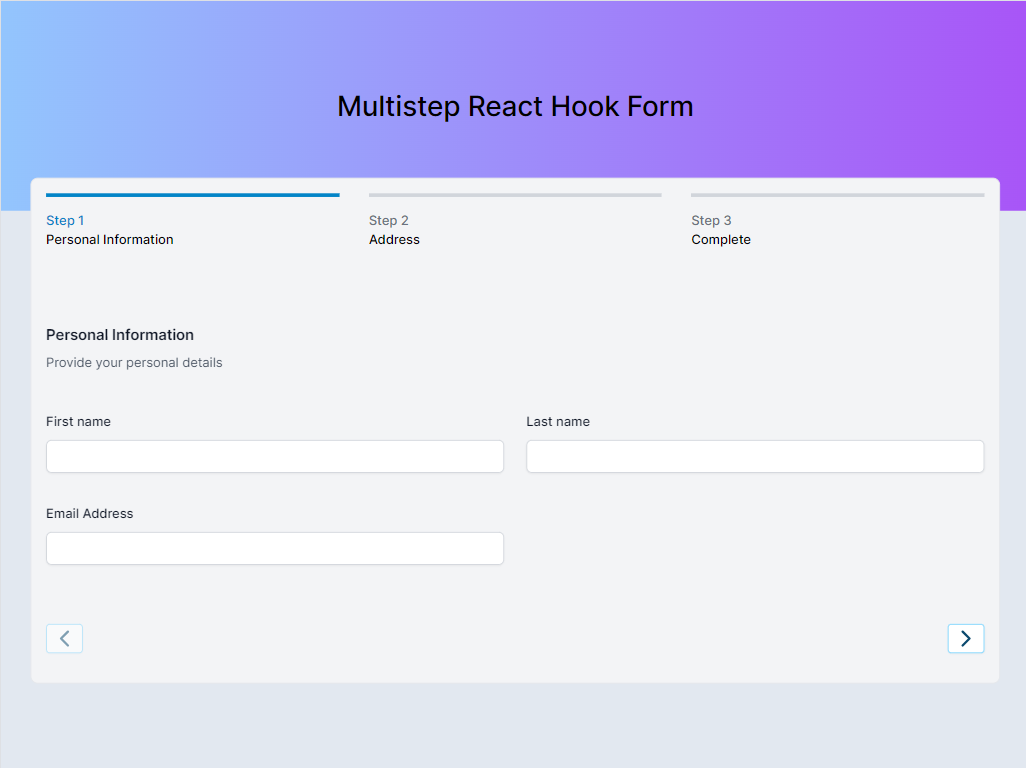 Multistep React Hook Form
Step 1
Personal Information
Step 2
Address
Step 3
Complete
Personal Information
Provide your personal details
First name
Last name
Email Address